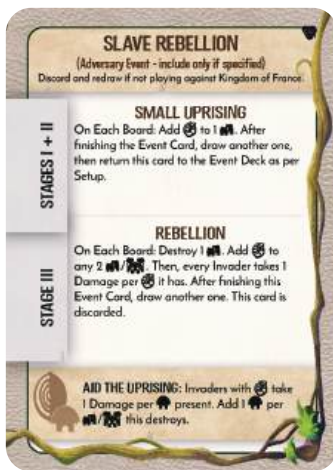 SLAVE REBELLION
(Adversary Event - include only if specified)
Discard and redraw if not playing against Kingdom of France.
STAGES I + II
SMALL UPRISING
On Each Board: Add to 1 . After
finishing the Event Card, draw another one,
then return this card to the Event Deck as per
Setup.
STAGE III
REBELLION
On Each Board: Destroy 1 . Add to
any 2 / . Then, every Invader takes 1
Damage per it has. After finishing this
Event Card, draw another one. This card is
discarded.
AID THE UPRISING: Invaders with take
1 Damage per present. Add 1 per
/ this destroys.